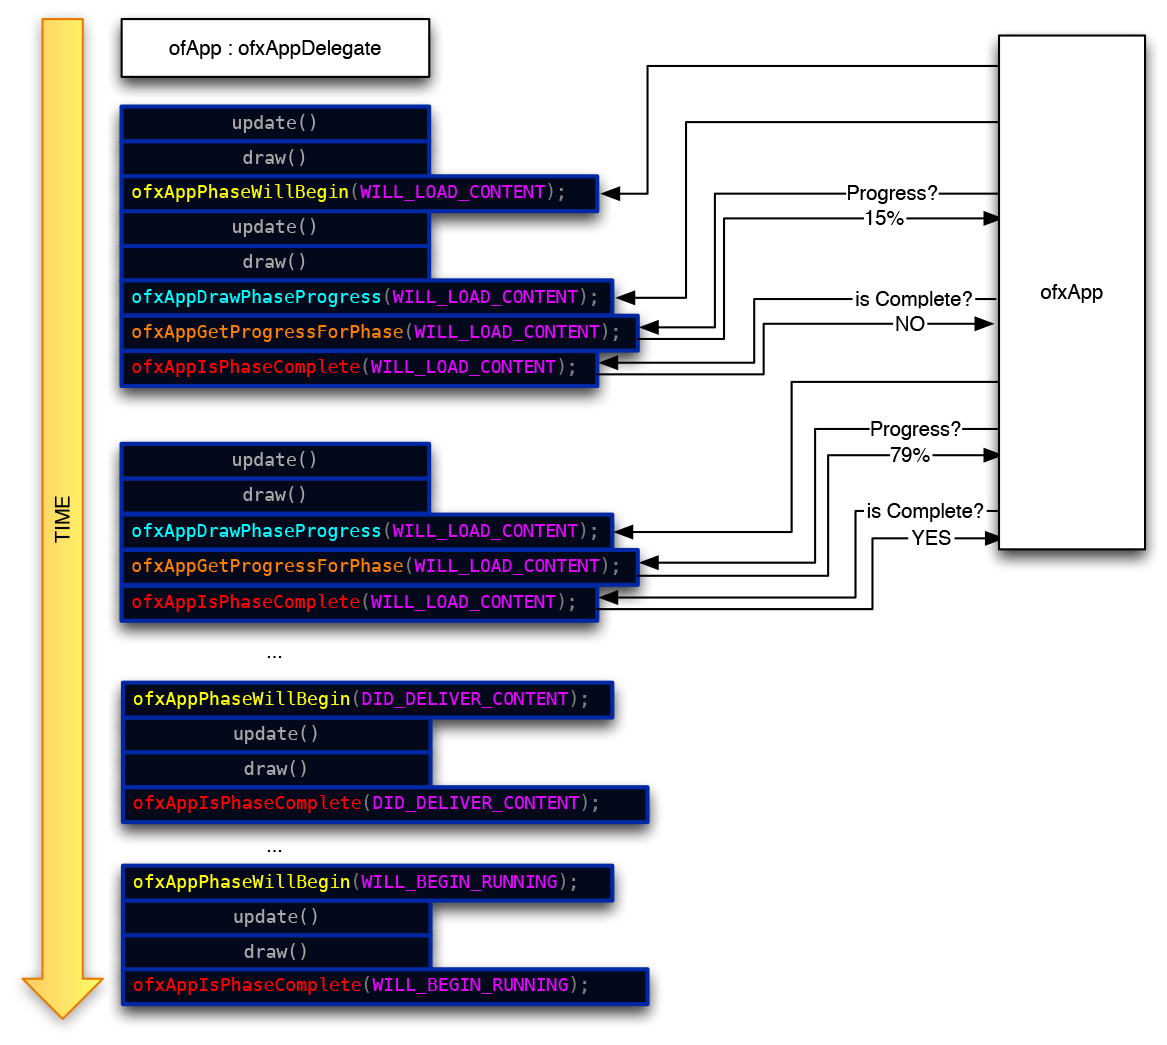 ofApp : ofxAppDelegate
update()
draw()
ofxAppPhaseWillBegin(WILL_LOAD_CONTENT);
Progress?
15%
update()
draw()
ofxApp
ofxAppDrawPhaseProgress(WILL_LOAD_CONTENT);
is Complete?
NO
ofxAppGetProgressForPhase(WILL_LOAD_CONTENT);
ofxAppIsPhaseComplete(WILL_LOAD_CONTENT);
Progress?
79%
update()
draw()
TIME
is Complete?
YES
ofxAppDrawPhaseProgress(WILL_LOAD_CONTENT);
ofxAppGetProgressForPhase(WILL_LOAD_CONTENT);
ofxAppIsPhaseComplete(WILL_LOAD_CONTENT);
...
ofxAppPhaseWillBegin(DID_DELIVER_CONTENT);
update()
draw()
ofxAppIsPhaseComplete(DID_DELIVER_CONTENT);
...
ofxAppPhaseWillBegin(WILL_BEGIN_RUNNING);
update()
draw()
ofxAppIsPhaseComplete(WILL_BEGIN_RUNNING);